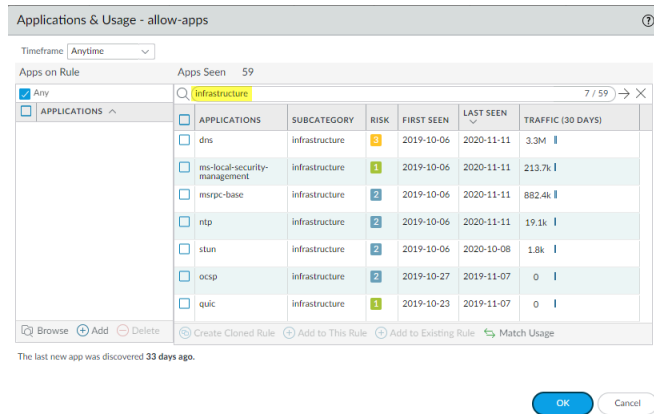 Applications & Usage - allow-apps
Timeframe Anytime
Apps on Rule
Any
APPLICATIONS
Browse Add Delete
Apps Seen 59
infrastructure 7 / 59
APPLICATIONS SUBCATEGORY RISK FIRST SEEN LAST SEEN TRAFFIC (30 DAYS)
dns infrastructure 3 2019-10-06 2020-11-11 3.3M
ms-local-security-management infrastructure 1 2019-10-06 2020-11-11 213.7k
msrpc-base infrastructure 2 2019-10-06 2020-11-11 882.4k
ntp infrastructure 2 2019-10-06 2020-11-11 19.1k
stun infrastructure 2 2019-10-06 2020-10-08 1.8k
ocsp infrastructure 2 2019-10-27 2019-11-07 0
quic infrastructure 1 2019-10-23 2019-11-07 0
Create Cloned Rule Add to This Rule Add to Existing Rule Match Usage
The last new app was discovered 33 days ago.
OK Cancel